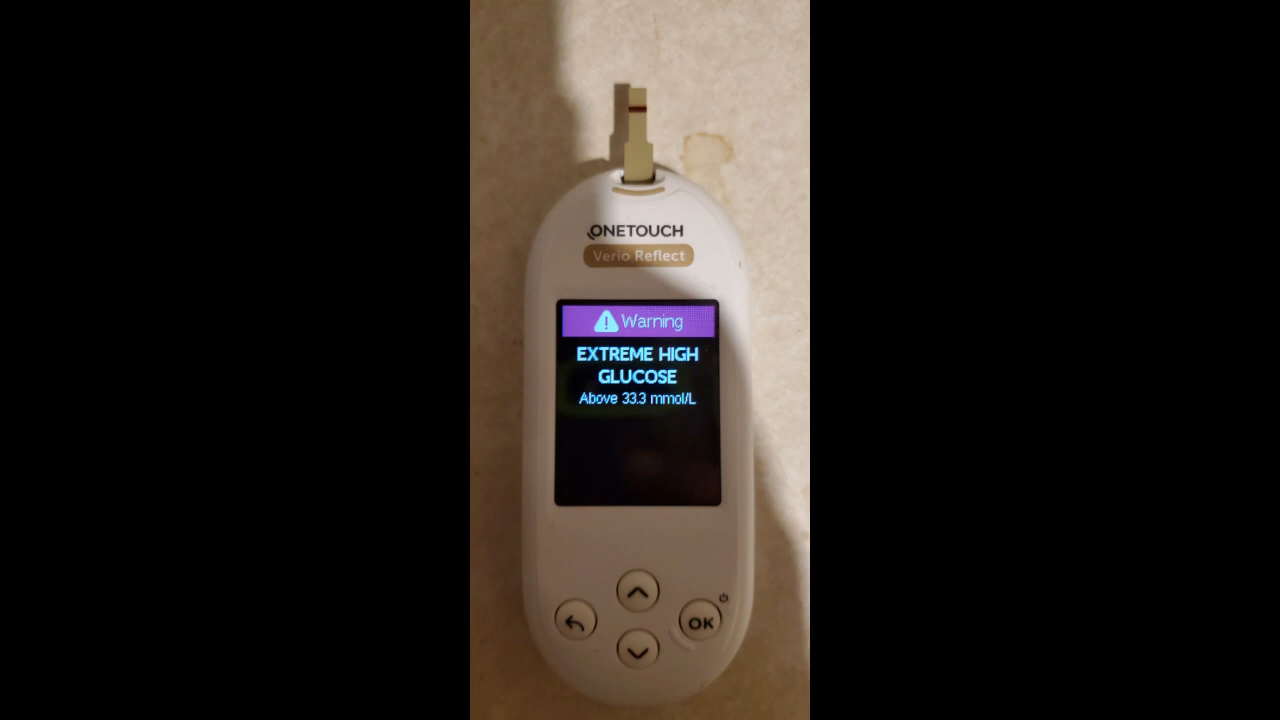 ONETOUCH
Verio Reflect
Warning
EXTREME HIGH
GLUCOSE
Above 33.3 mmol/L
OK